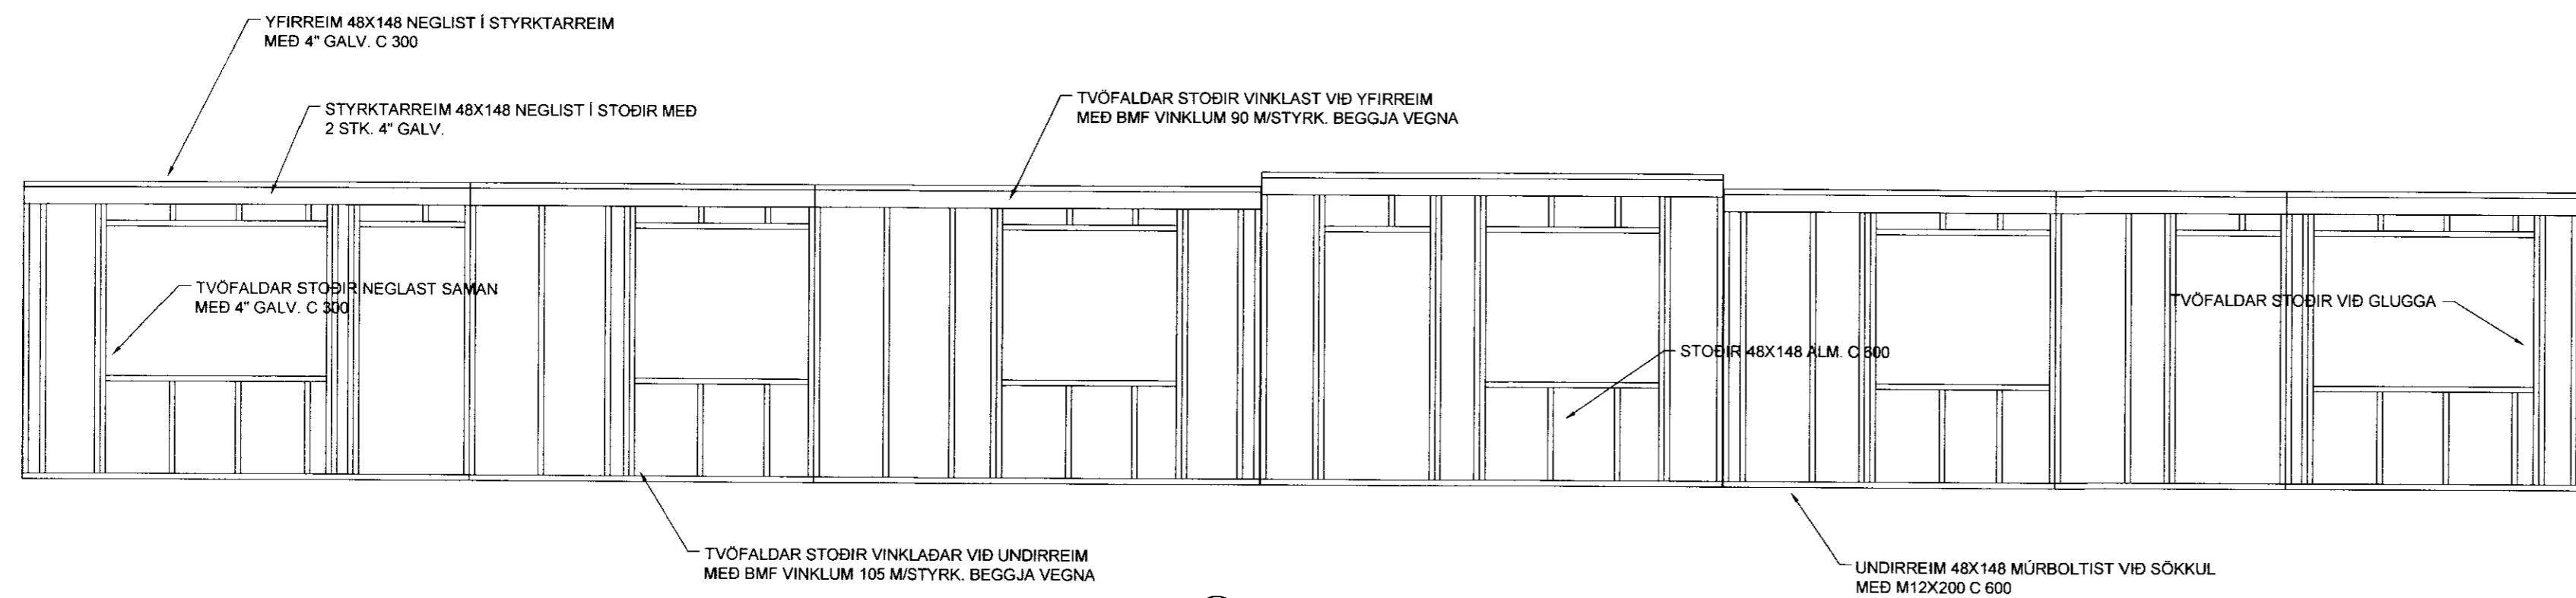 YFIRREIM 48X148 NEGLIST Í STYRKTARREIM
MEÐ 4" GALV. C 300
STYRKTARREIM 48X148 NEGLIST Í STOÐIR MEÐ
2 STK. 4" GALV.
TVÖFALDAR STOÐIR VINKLAST VIÐ YFIRREIM
MEÐ BMF VINKLUM 90 M/STYRK. BEGGJA VEGNA
TVÖFALDAR STOÐIR NEGLAST SAMAN
MEÐ 4" GALV. C 300
TVÖFALDAR STOÐIR VIÐ GLUGGA
STOÐIR 48X148 ALM. C 600
TVÖFALDAR STOÐIR VINKLAÐAR VIÐ UNDIRREIM
MEÐ BMF VINKLUM 105 M/STYRK. BEGGJA VEGNA
UNDIRREIM 48X148 MÚRBOLTIST VIÐ SÖKKUL
MEÐ M12X200 C 600